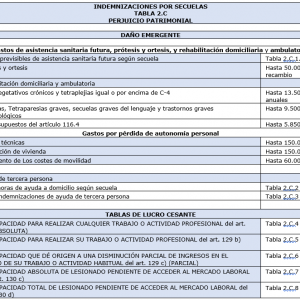 INDEMNIZACIONES POR SECUELAS
TABLA 2.C
PERJUICIO PATRIMONIAL
DAÑO EMERGENTE
stos de asistencia sanitaria futura, prótesis y ortesis, y rehabilitación domiciliaria y ambulato
previsibles de asistencia sanitaria futura según secuela Tabla 2.C.1
s y ortesis Hasta 50.00
recambio
litación domiciliaria y ambulatoria
egetativos crónicos y tetraplejias igual o por encima de C-4 Hasta 13.50
anuales
as, Tetraparesias graves, secuelas graves del lenguaje y trastornos graves Hasta 9.500
ológicos
upuestos del artículo 116.4 Hasta 5.850
Gastos por pérdida de autonomía personal
técnicas Hasta 150.0
ción de vivienda Hasta 150.0
nto de Los costes de movilidad Hasta 60.00
de tercera persona
oras de ayuda a domicilio según secuela Tabla 2.C.2
ndemnizaciones de ayuda de tercera persona Tabla 2.C.3
TABLAS DE LUCRO CESANTE
PACIDAD PARA REALIZAR CUALQUIER TRABAJO O ACTIVIDAD PROFESIONAL del art. Tabla 2.C.4
BSOLUTA)
PACIDAD PARA REALIZAR SU TRABAJO O ACTIVIDAD PROFESIONAL del art. 129 b) Tabla 2.C.5
PACIDAD QUE DÉ ORIGEN A UNA DISMINUCIÓN PARCIAL DE INGRESOS EN EL Tabla 2.C.6
O DE SU TRABAJO O ACTIVIDAD HABITUAL del art. 129 c) (PARCIAL)
PACIDAD ABSOLUTA DE LESIONADO PENDIENTE DE ACCEDER AL MERCADO LABORAL Tabla 2.C.7
t. 130 c)
PACIDAD TOTAL DE LESIONADO PENDIENTE DE ACCEDER AL MERCADO LABORAL del Tabla 2.C.8
30 d)